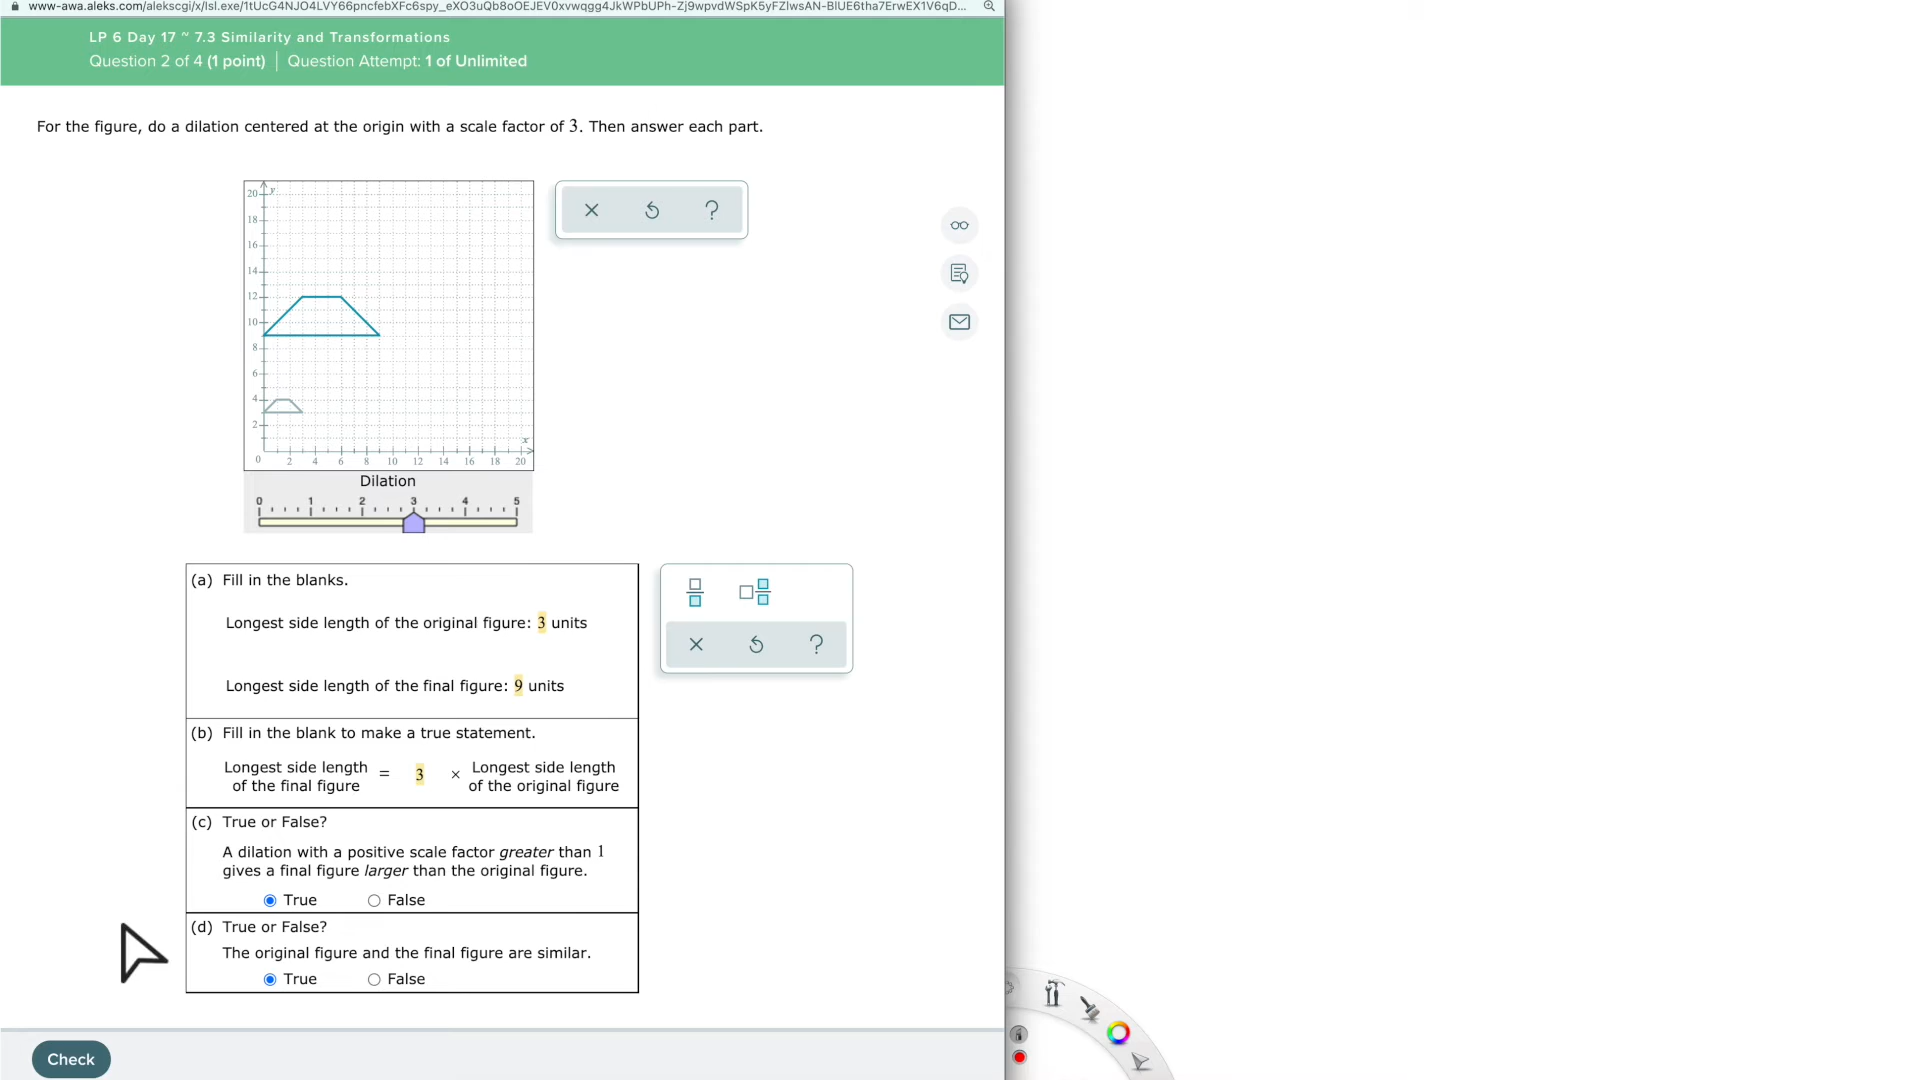 www-awa.aleks.com/alekscgi/x/Isl.exe/1tUcG4NJO4LVY66pncfebXFc6spy_eXO3uQb8oOEJEV0xvwqgg4JkWPbUPh-Zj9wpvdWSpK5yFZlwsAN-BlUE6tha7ErwEX1V6qD...
LP 6 Day 17 ~ 7.3 Similarity and Transformations
Question 2 of 4 (1 point) | Question Attempt: 1 of Unlimited
For the figure, do a dilation centered at the origin with a scale factor of 3. Then answer each part.
20
y
18
16
14
12
10
8
6
4
2
x
0 2 4 6 8 10 12 14 16 18 20
Dilation
0 1 2 3 4 5
(a) Fill in the blanks.
Longest side length of the original figure: 3 units
Longest side length of the final figure: 9 units
(b) Fill in the blank to make a true statement.
Longest side length of the final figure = 3 × Longest side length of the original figure
(c) True or False?
A dilation with a positive scale factor greater than 1
gives a final figure larger than the original figure.
True False
(d) True or False?
The original figure and the final figure are similar.
True False
Check